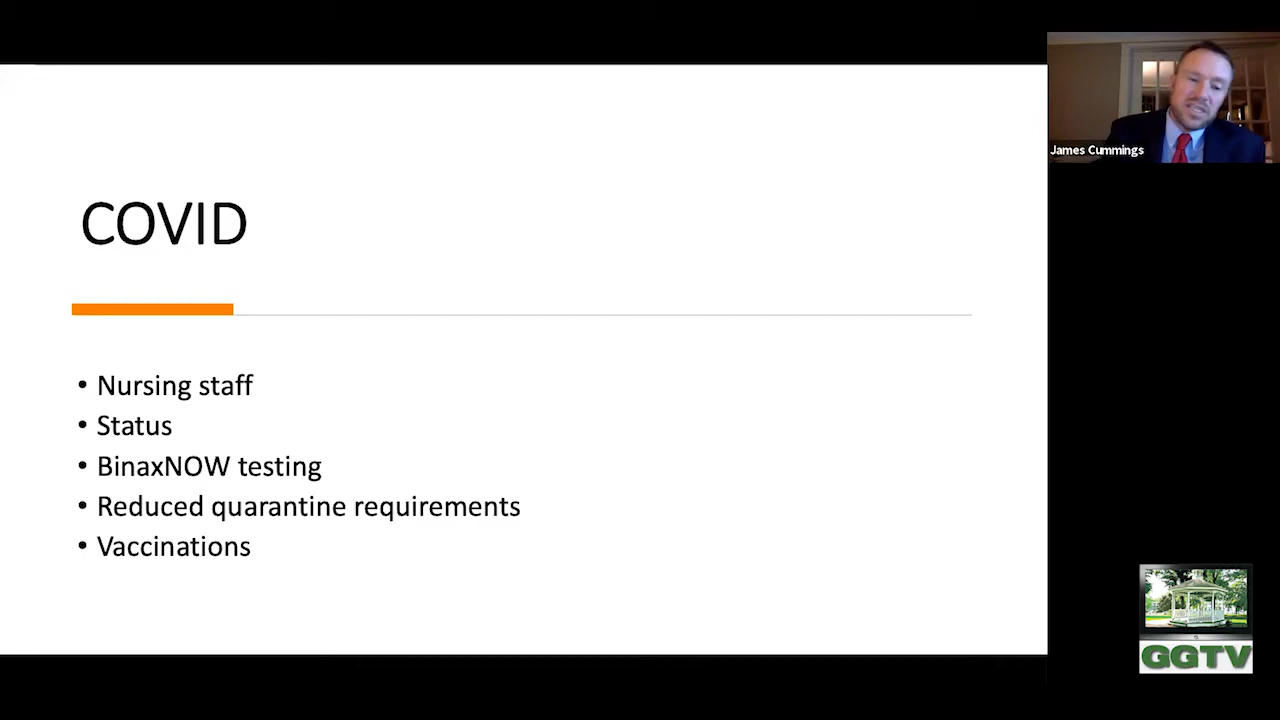 COVID
• Nursing staff
• Status
• BinaxNOW testing
• Reduced quarantine requirements
• Vaccinations
James Cummings
GGTV